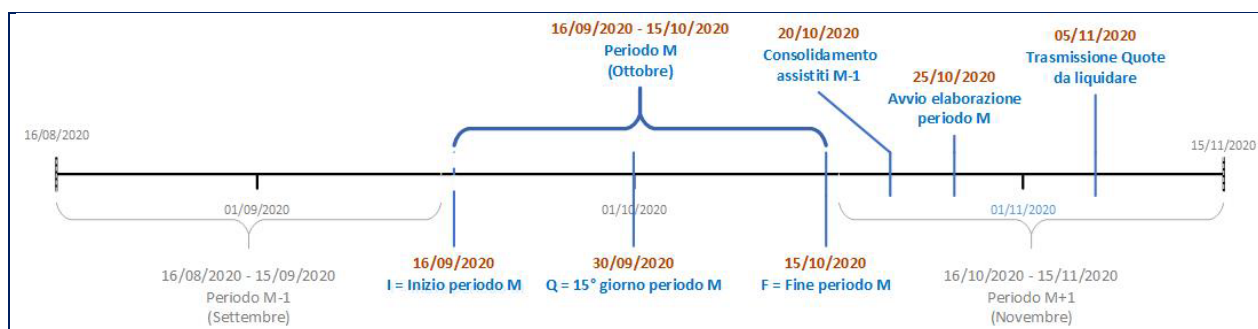 16/09/2020 - 15/10/2020
Periodo M
(Ottobre)
20/10/2020
Consolidamento
assistiti M-1
25/10/2020
Avvio elaborazione
periodo M
05/11/2020
Trasmissione Quote
da liquidare
16/08/2020
15/11/2020
01/09/2020
01/10/2020
01/11/2020
16/08/2020 - 15/09/2020
Periodo M-1
(Settembre)
16/09/2020
I = Inizio periodo M
30/09/2020
Q = 15° giorno periodo M
15/10/2020
F = Fine periodo M
16/10/2020 - 15/11/2020
Periodo M+1
(Novembre)